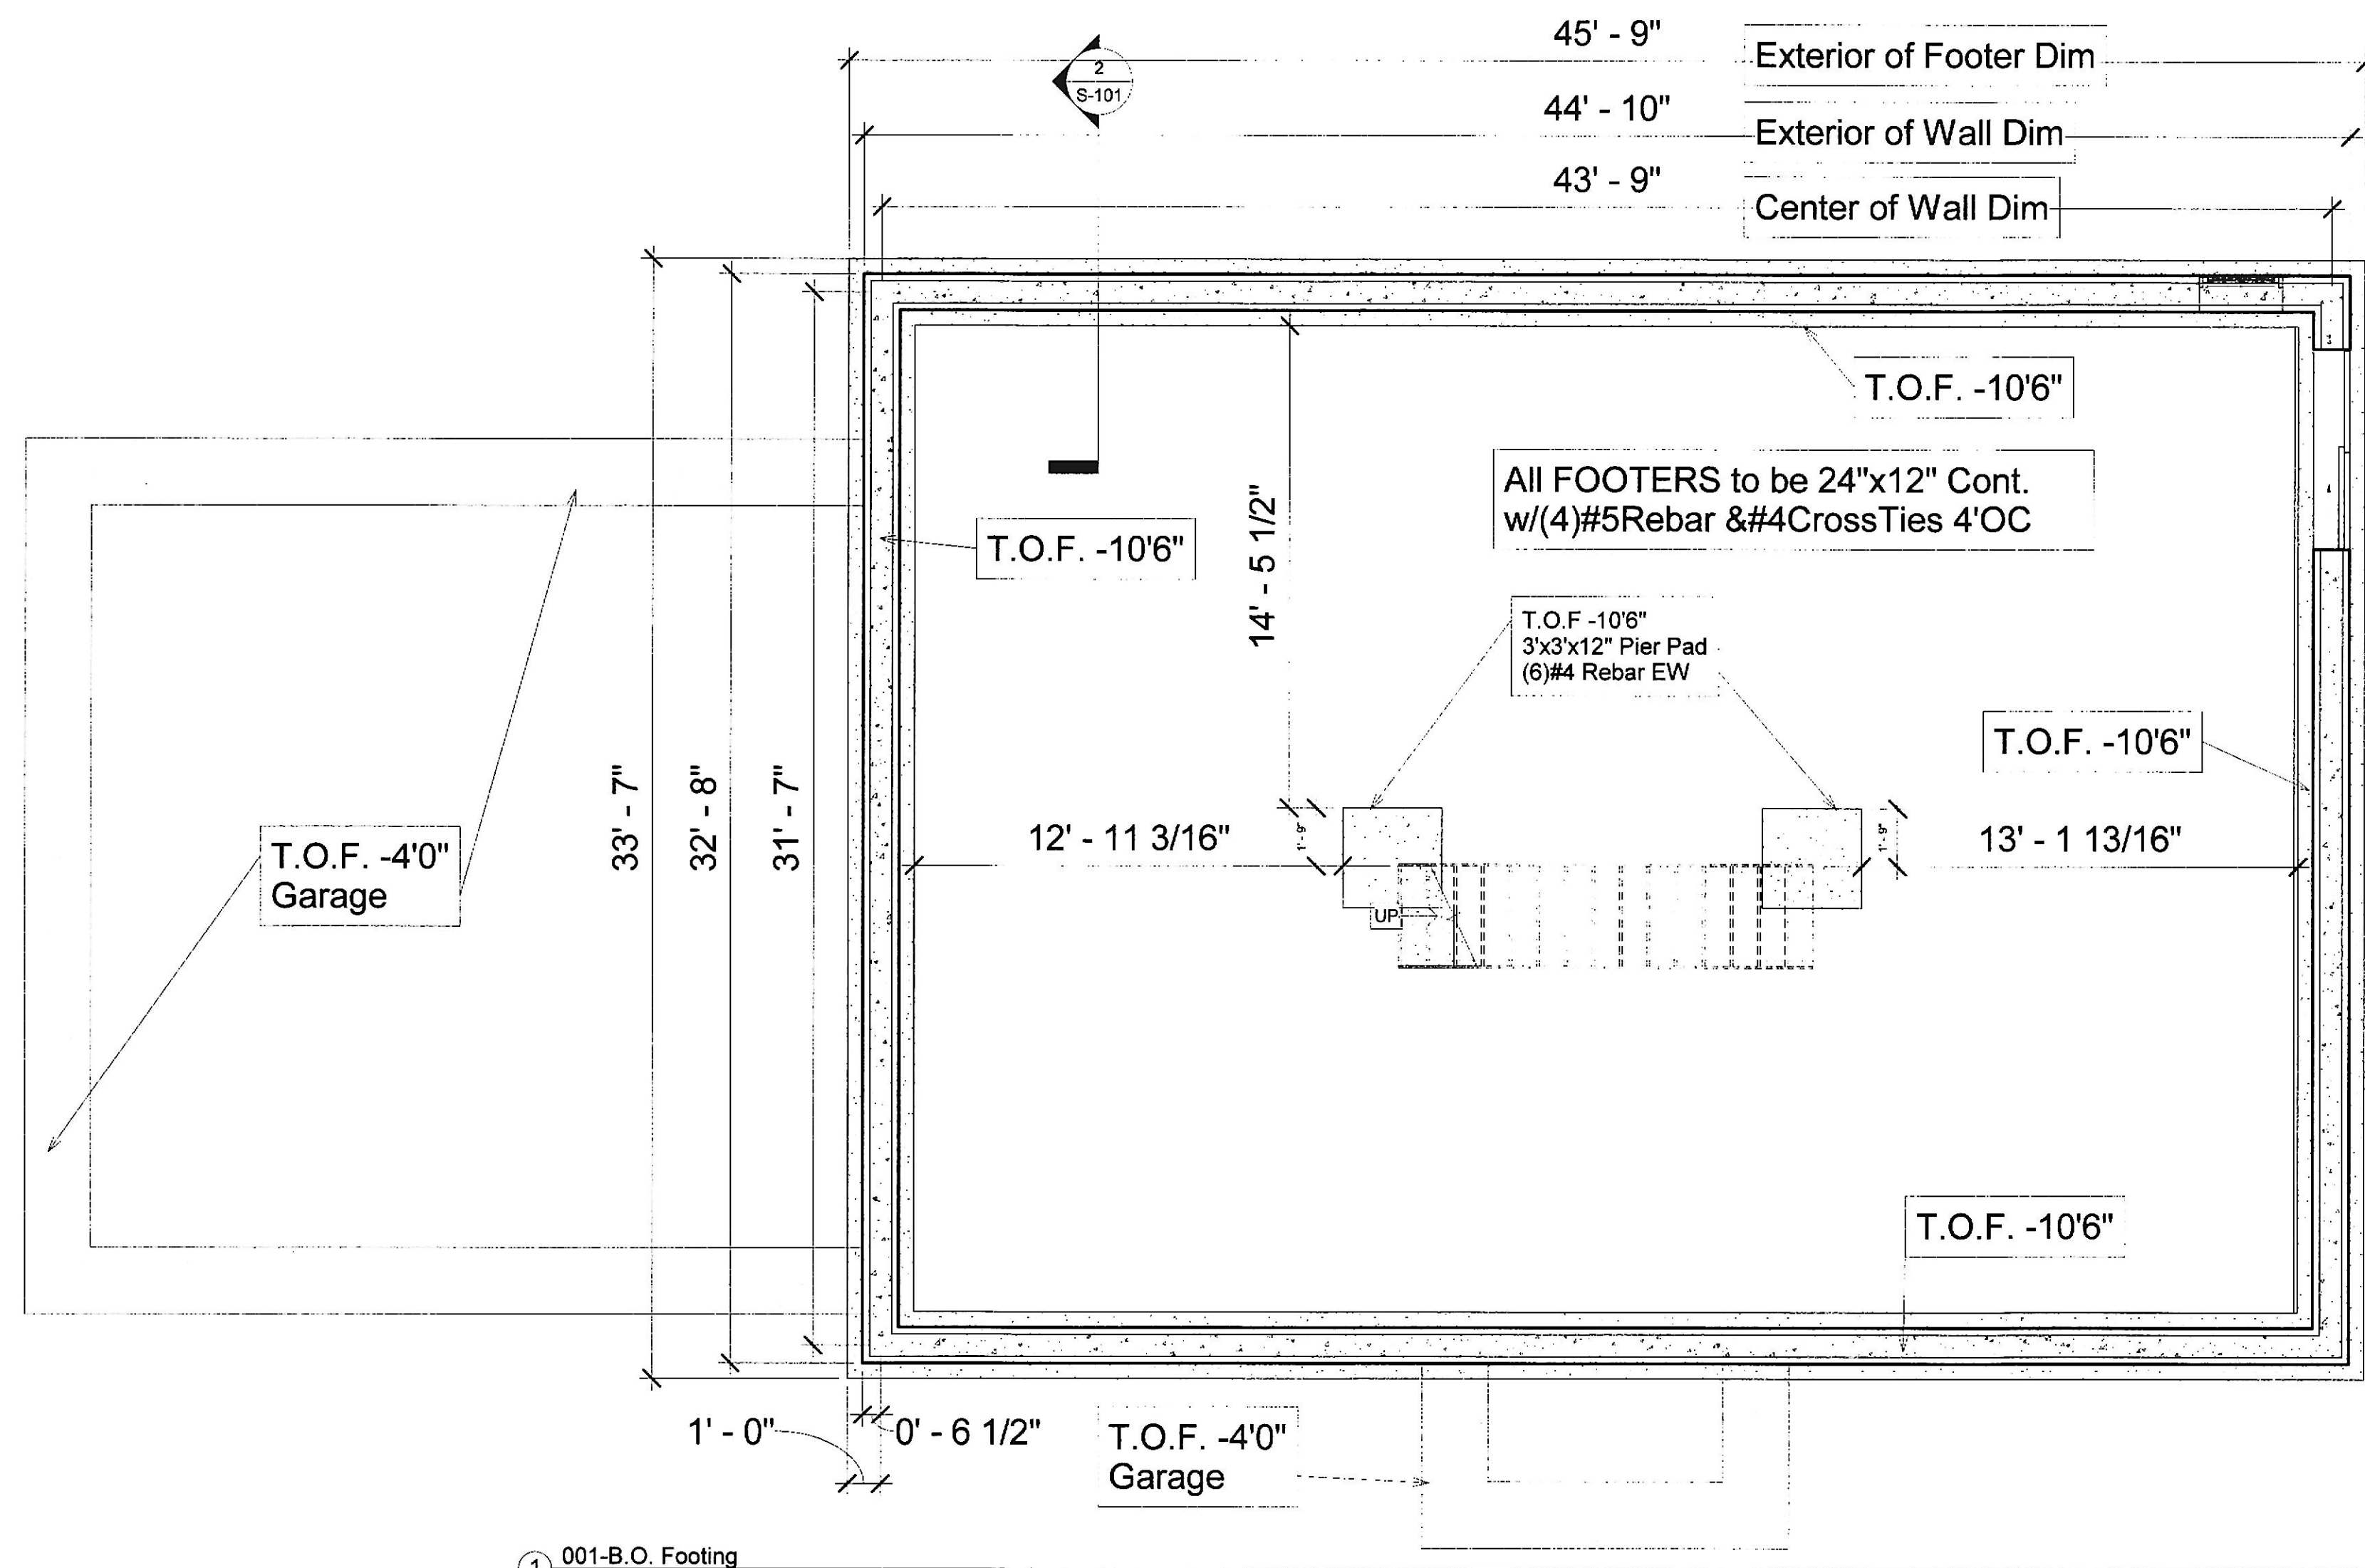 45' - 9"
Exterior of Footer Dim
2
S-101
44' - 10"
Exterior of Wall Dim
43' - 9"
Center of Wall Dim
T.O.F. -10'6"
All FOOTERS to be 24"x12" Cont.
w/(4)#5Rebar &#4CrossTies 4'OC
T.O.F. -10'6"
14' - 5 1/2"
T.O.F -10'6"
3'x3'x12" Pier Pad
(6)#4 Rebar EW
T.O.F. -10'6"
33' - 7"
32' - 8"
31' - 7"
12' - 11 3/16"
1' - 9"
1' - 9"
13' - 1 13/16"
T.O.F. -4'0"
Garage
UP
T.O.F. -10'6"
1' - 0"
0' - 6 1/2"
T.O.F. -4'0"
Garage
1
001-B.O. Footing